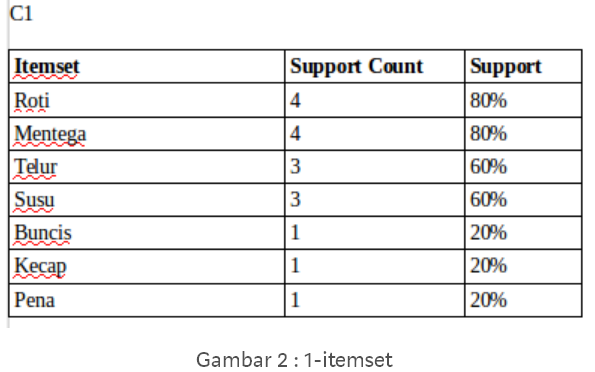 C1
Itemset Support Count Support
Roti 4 80%
Mentega 4 80%
Telur 3 60%
Susu 3 60%
Buncis 1 20%
Kecap 1 20%
Pena 1 20%
Gambar 2 : 1-itemset